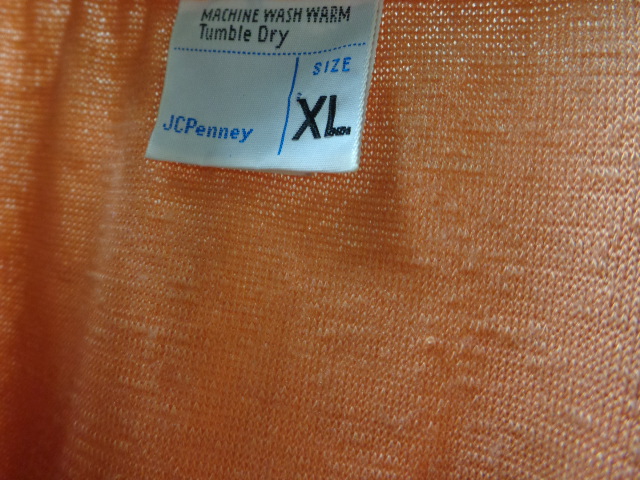 MACHINE WASH WARM
Tumble Dry
SIZE
JCPenney
XL